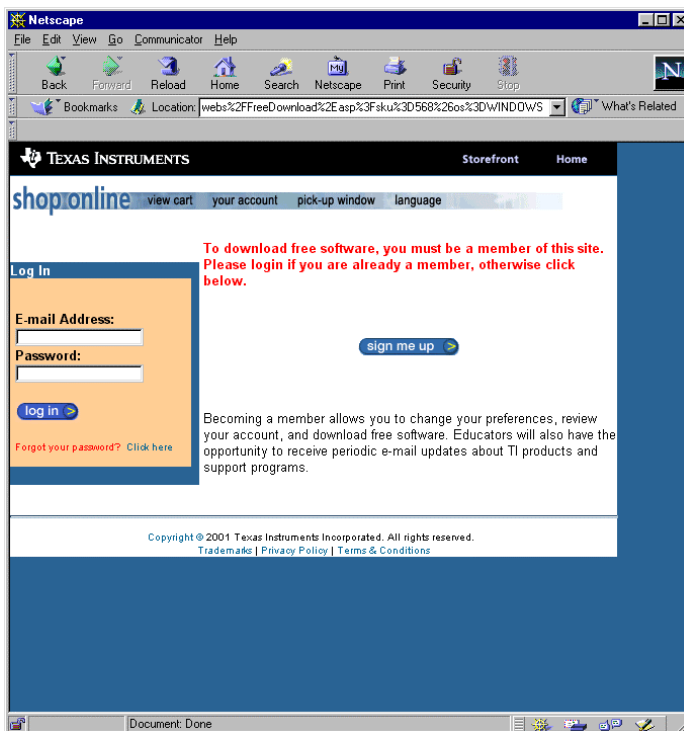 Netscape
File Edit View Go Communicator Help
Back Forward Reload Home Search Netscape Print Security Stop
My
N
Bookmarks Location: webs%2FFreeDownload%2Easp%3Fsku%3D568%26os%3DWINDOWS What's Related
TEXAS INSTRUMENTS Storefront Home
shop online view cart your account pick-up window language
To download free software, you must be a member of this site.
Please login if you are already a member, otherwise click
below.
Log In
E-mail Address:
sign me up >
Password:
log in >
Becoming a member allows you to change your preferences, review
your account, and download free software. Educators will also have the
opportunity to receive periodic e-mail updates about TI products and
support programs.
Forgot your password? Click here
Copyright © 2001 Texas Instruments Incorporated. All rights reserved.
Trademarks | Privacy Policy | Terms & Conditions
Document: Done